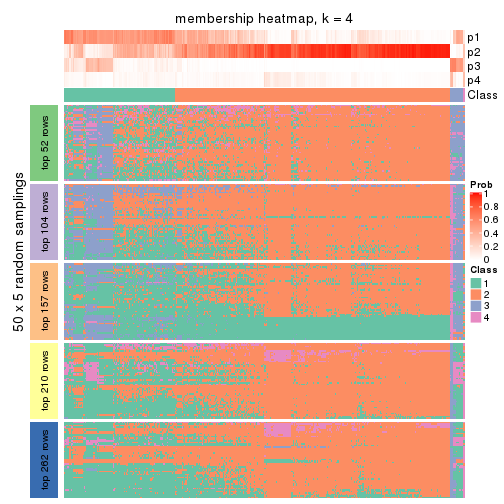 membership heatmap, k = 4
p1
p2
p3
p4
Class
50 x 5 random samplings
top 52 rows
top 104 rows
top 157 rows
top 210 rows
top 262 rows
Prob
1
0.8
0.6
0.4
0.2
0
Class
1
2
3
4